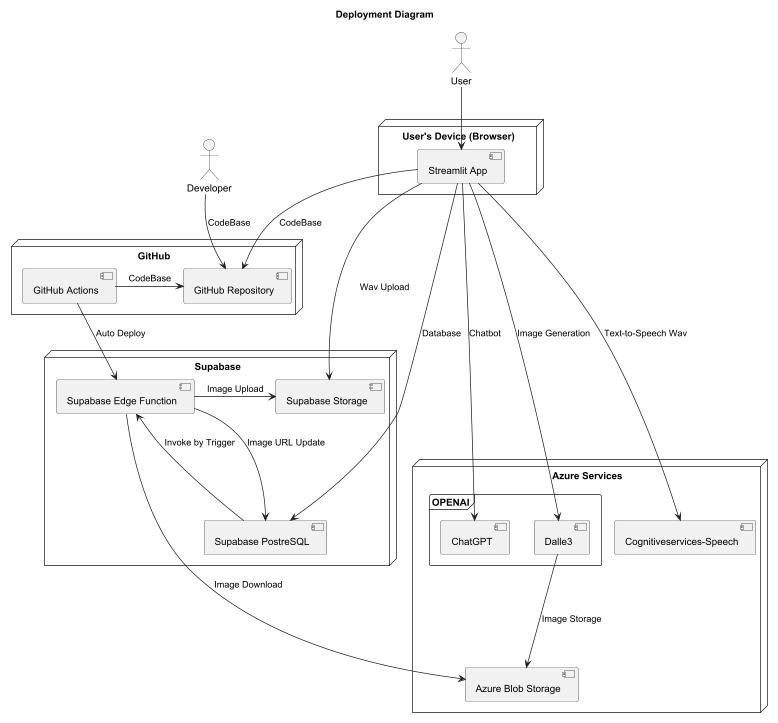 Deployment Diagram
User
User's Device (Browser)
Streamlit App
Developer
CodeBase
CodeBase
GitHub
GitHub Actions
CodeBase
GitHub Repository
Wav Upload
Auto Deploy
Database
Chatbot
Image Generation
Text-to-Speech Wav
Supabase
Supabase Edge Function
Image Upload
Supabase Storage
Invoke by Trigger
Image URL Update
Supabase PostreSQL
Azure Services
OPENAI
ChatGPT
Dalle3
Cognitiveservices-Speech
Image Download
Image Storage
Azure Blob Storage